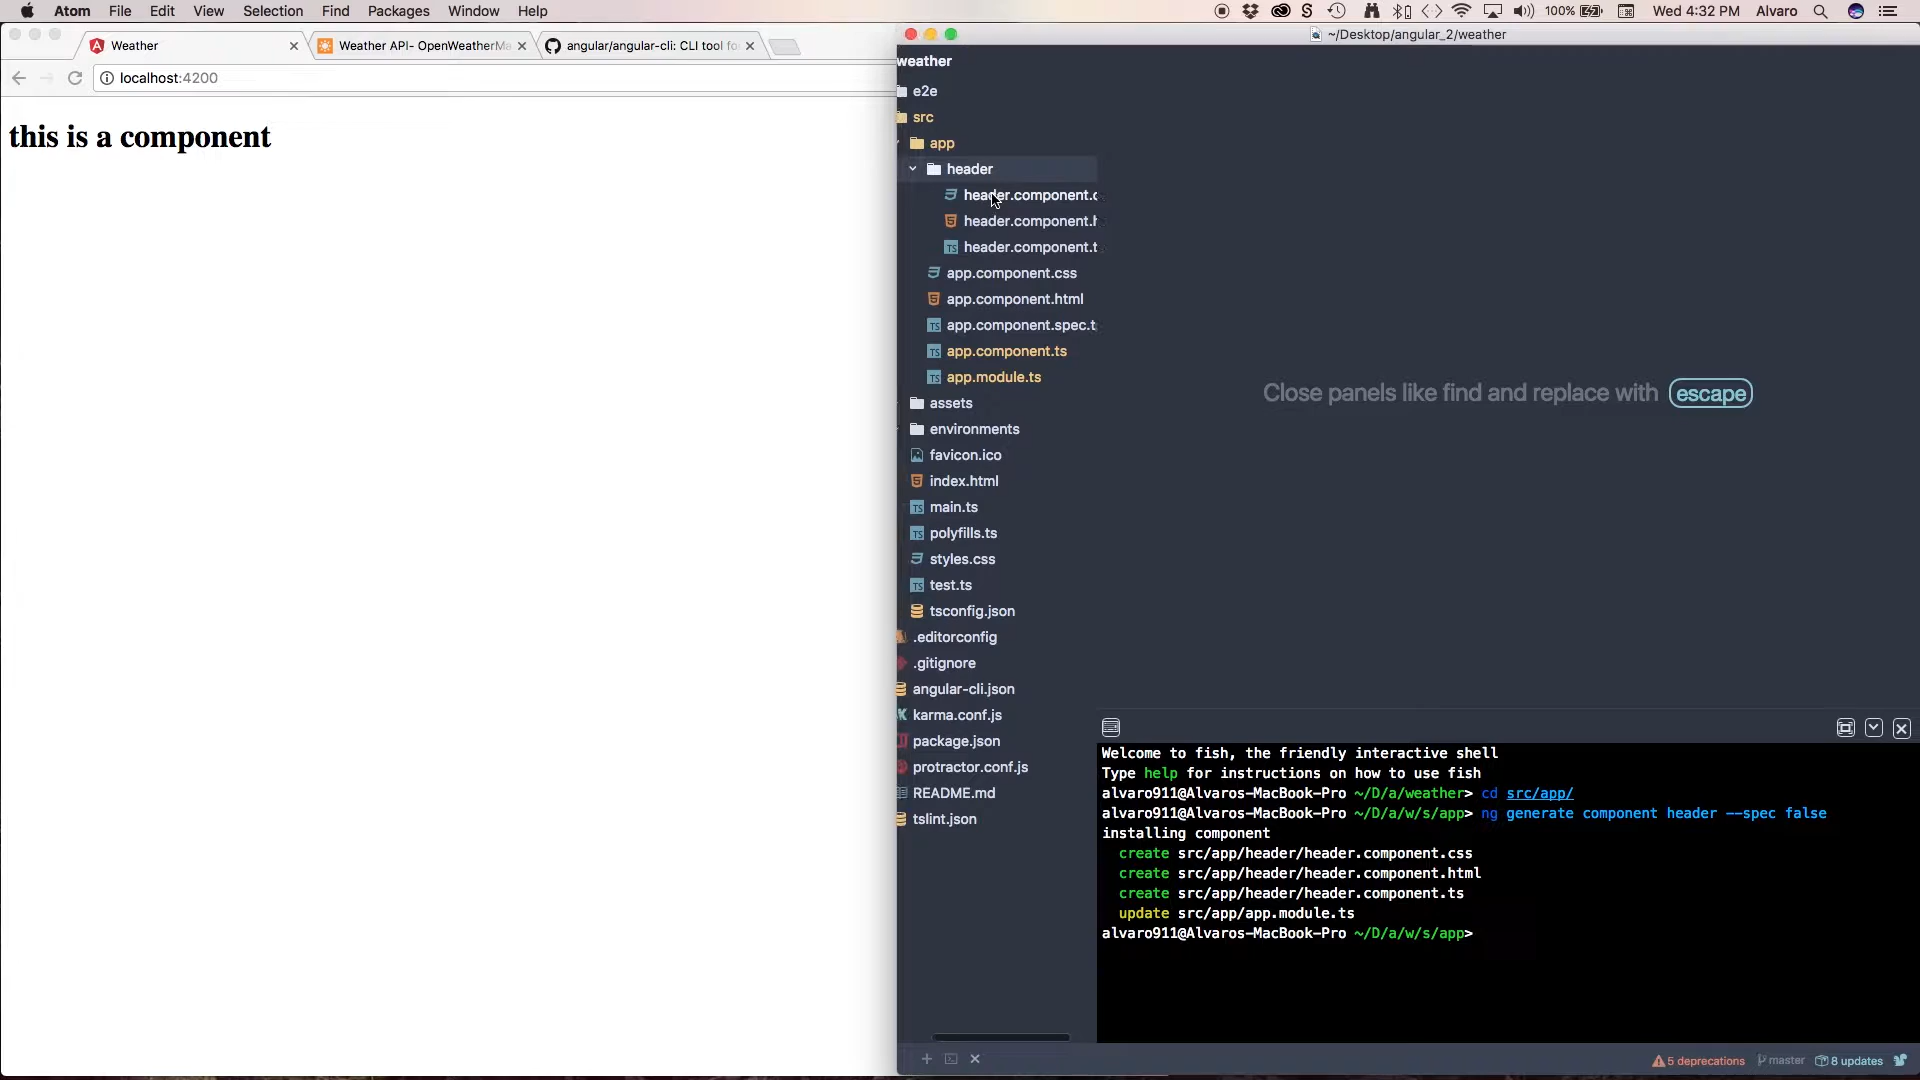 Atom File Edit View Selection Find Packages Window Help
100% Wed 4:32 PM Alvaro
Weather
Weather API- OpenWeatherMa
angular/angular-cli: CLI tool fo
localhost:4200
this is a component
~/Desktop/angular_2/weather
weather
e2e
src
app
header
header.component.c
header.component.h
header.component.t
app.component.css
app.component.html
app.component.spec.t
app.component.ts
app.module.ts
assets
environments
favicon.ico
index.html
main.ts
polyfills.ts
styles.css
test.ts
tsconfig.json
.editorconfig
.gitignore
angular-cli.json
karma.conf.js
package.json
protractor.conf.js
README.md
tslint.json
Close panels like find and replace with escape
Welcome to fish, the friendly interactive shell
Type help for instructions on how to use fish
alvaro911@Alvaros-MacBook-Pro ~/D/a/weather> cd src/app/
alvaro911@Alvaros-MacBook-Pro ~/D/a/w/s/app> ng generate component header --spec false
installing component
create src/app/header/header.component.css
create src/app/header/header.component.html
create src/app/header/header.component.ts
update src/app/app.module.ts
alvaro911@Alvaros-MacBook-Pro ~/D/a/w/s/app>
5 deprecations master 8 updates